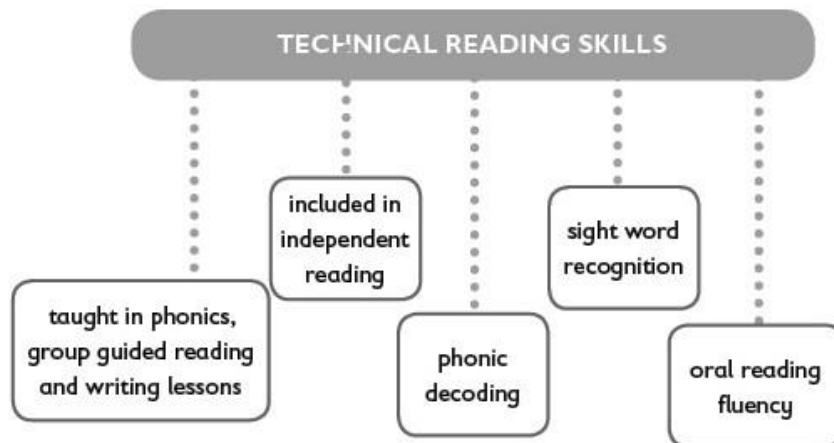 TECHNICAL READING SKILLS
taught in phonics,
group guided reading
and writing lessons
included in
independent
reading
phonic
decoding
sight word
recognition
oral reading
fluency